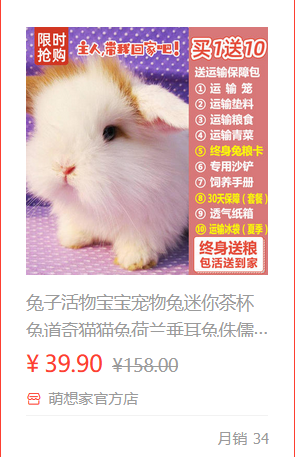 限时
抢购
主人,带我回家吧!
买1送10
送运输保障包
① 运 输 笼
② 运输垫料
③ 运输粮食
④ 运输青菜
⑤ 终身兔粮卡
⑥ 专用沙铲
⑦ 饲养手册
⑧ 30天保障(套餐)
⑨ 透气纸箱
⑩ 运输冰袋(夏季)
终身送粮
包活送到家
兔子活物宝宝宠物兔迷你茶杯
兔道奇猫猫兔荷兰垂耳兔侏儒...
¥ 39.90 ¥158.00
萌想家官方店
月销 34